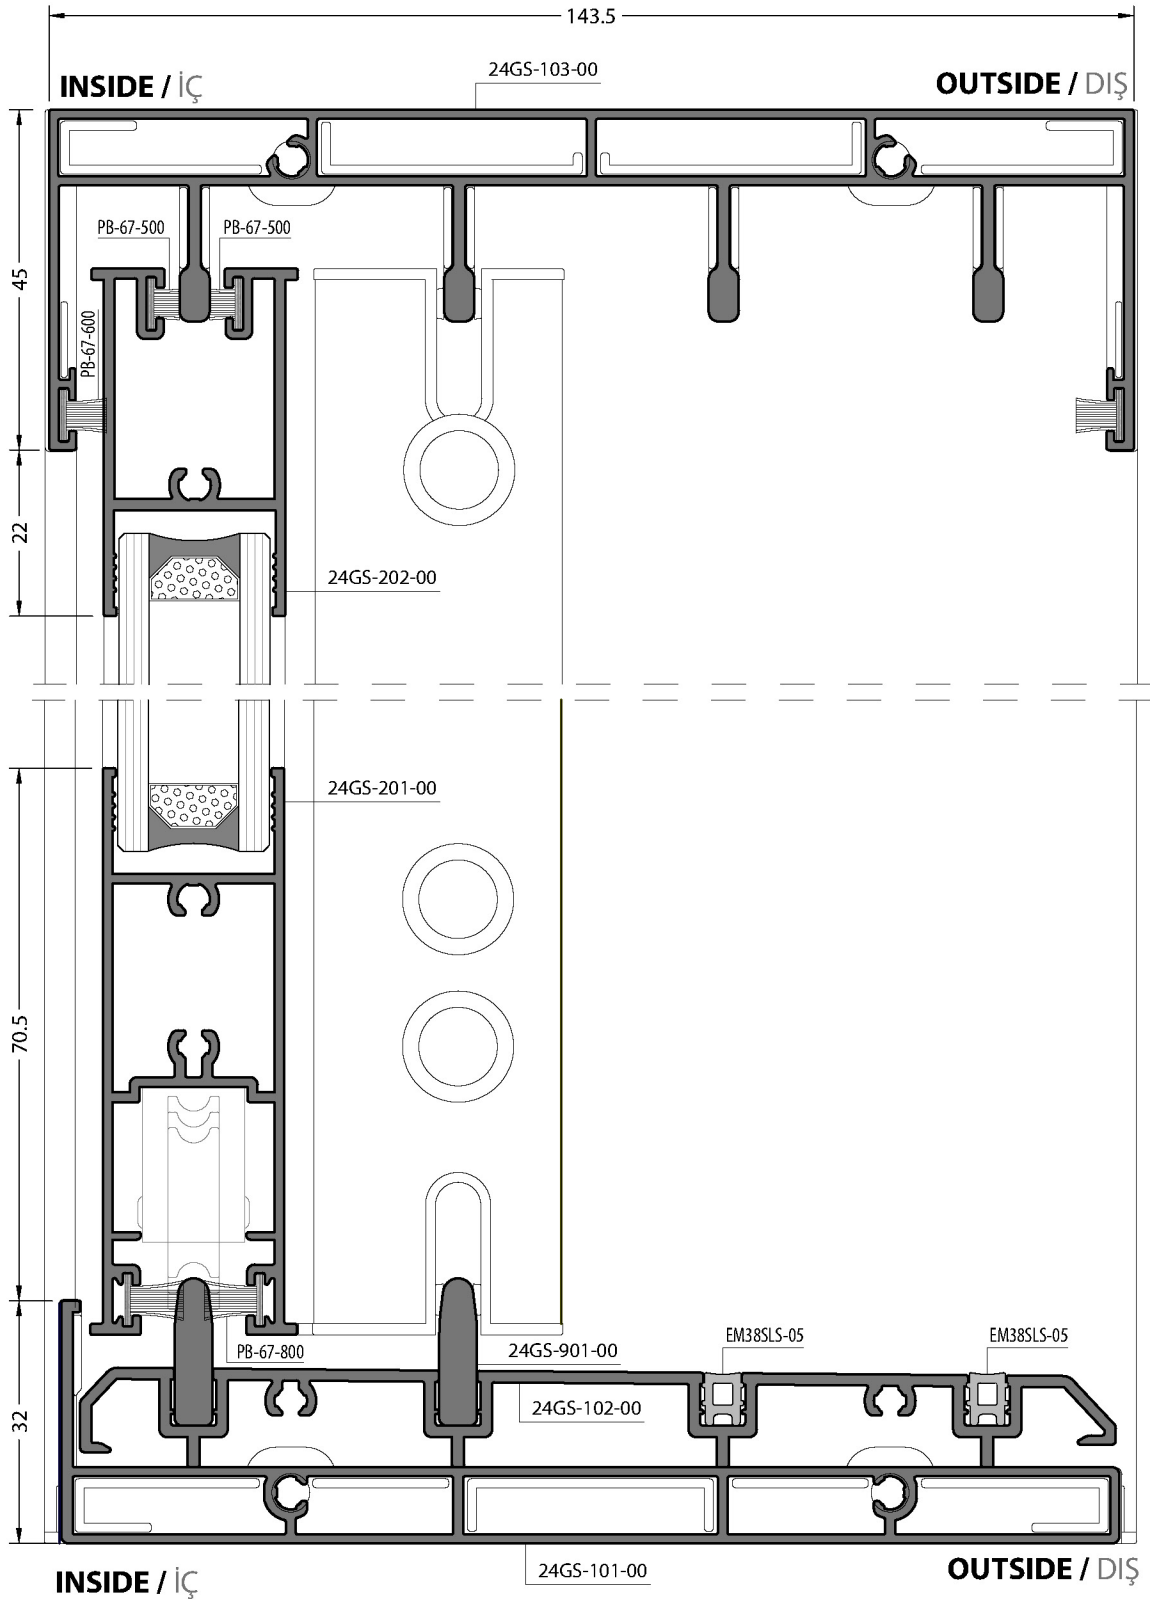 143.5
INSIDE / İÇ
24GS-103-00
OUTSIDE / DIŞ
PB-67-500
PB-67-500
45
PB-67-600
22
24GS-202-00
24GS-201-00
70.5
EM38SLS-05
EM38SLS-05
PB-67-800
24GS-901-00
24GS-102-00
32
24GS-101-00
INSIDE / İÇ
OUTSIDE / DIŞ